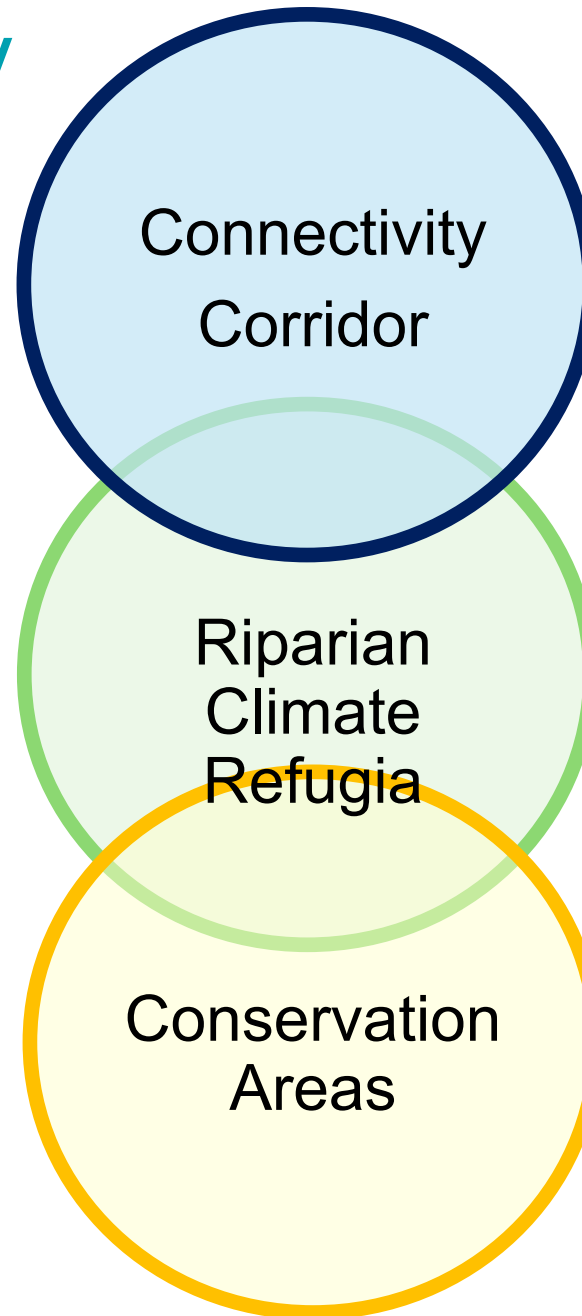 Connectivity
Corridor
Riparian
Climate
Refugia
Conservation
Areas